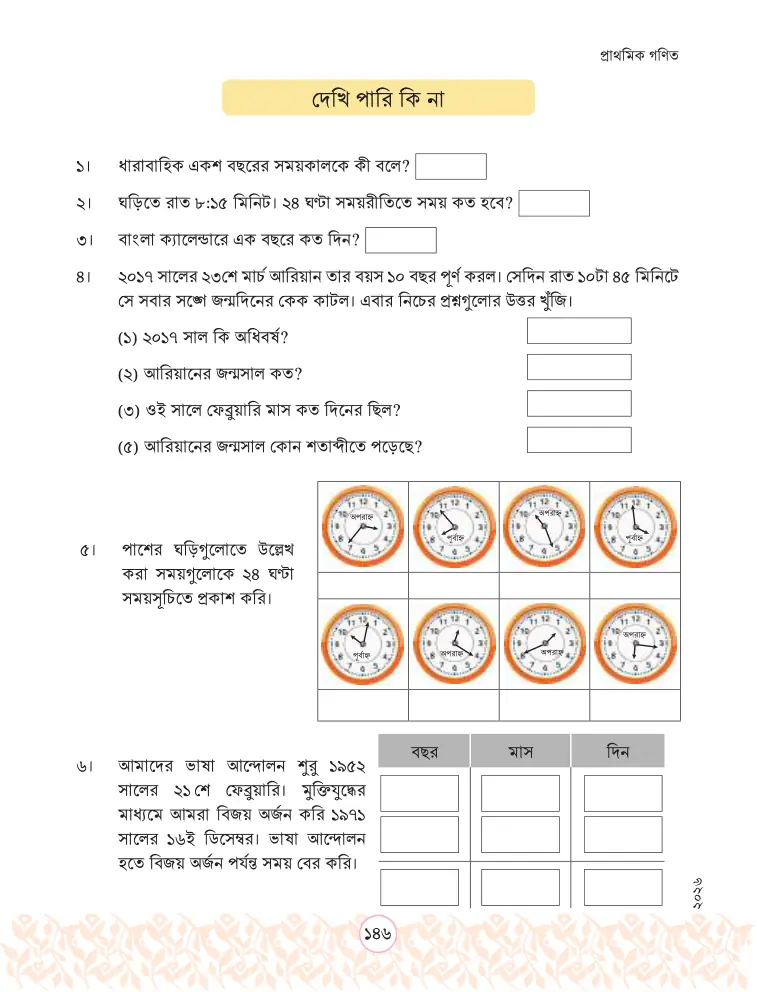 প্রাথমিক গণিত
দেখি পারি কি না
১। ধারাবাহিক একশ বছরের সময়কালকে কী বলে?
২। ঘড়িতে রাত ৮:১৫ মিনিট। ২৪ ঘণ্টা সময়রীতিতে সময় কত হবে?
৩। বাংলা ক্যালেন্ডারে এক বছরে কত দিন?
৪। ২০১৭ সালের ২৩শে মার্চ আরিয়ান তার বয়স ১০ বছর পূর্ণ করল। সেদিন রাত ১০টা ৪৫ মিনিটে
সে সবার সঙ্গে জন্মদিনের কেক কাটল। এবার নিচের প্রশ্নগুলোর উত্তর খুঁজি।
(১) ২০১৭ সাল কি অধিবর্ষ?
(২) আরিয়ানের জন্মসাল কত?
(৩) ওই সালে ফেব্রুয়ারি মাস কত দিনের ছিল?
(৫) আরিয়ানের জন্মসাল কোন শতাব্দীতে পড়েছে?
৫। পাশের ঘড়িগুলোতে উল্লেখ
করা সময়গুলোকে ২৪ ঘণ্টা
সময়সূচিতে প্রকাশ করি।
অপরাহ্ন পূর্বাহ্ন অপরাহ্ন পূর্বাহ্ন
পূর্বাহ্ন অপরাহ্ন অপরাহ্ন অপরাহ্ন
৬। আমাদের ভাষা আন্দোলন শুরু ১৯৫২
সালের ২১শে ফেব্রুয়ারি। মুক্তিযুদ্ধের
মাধ্যমে আমরা বিজয় অর্জন করি ১৯৭১
সালের ১৬ই ডিসেম্বর। ভাষা আন্দোলন
হতে বিজয় অর্জন পর্যন্ত সময় বের করি।
বছর মাস দিন
২০২৬
১৪৬